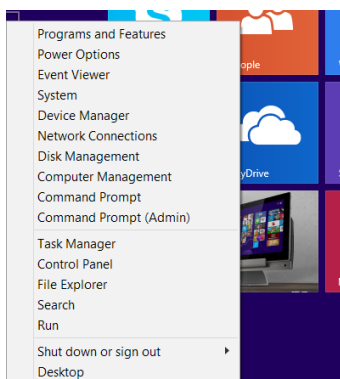 Programs and Features
Power Options
Event Viewer
System
Device Manager
Network Connections
Disk Management
Computer Management
Command Prompt
Command Prompt (Admin)
Task Manager
Control Panel
File Explorer
Search
Run
Shut down or sign out
Desktop
ople
yDrive